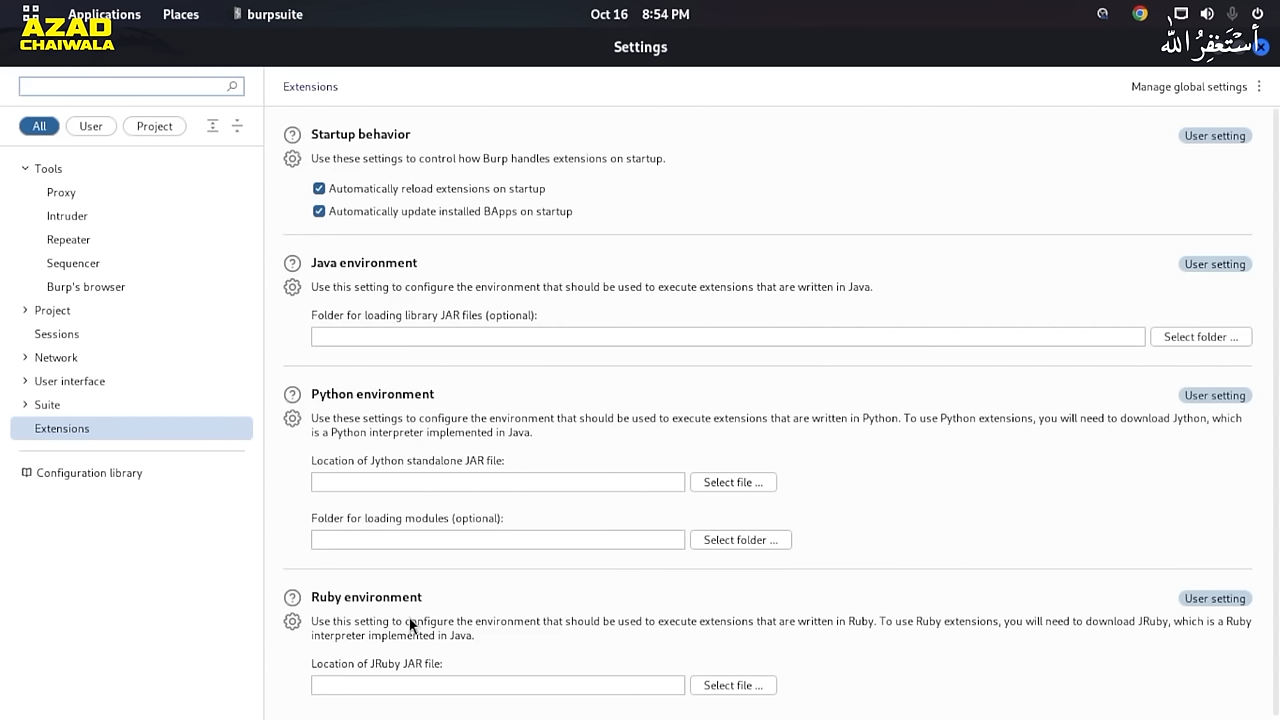 Applications Places burpsuite Oct 16 8:54 PM
AZAD
CHAIWALA
Settings
أستغفر الله
Extensions
Manage global settings
All User Project
Startup behavior
User setting
Use these settings to control how Burp handles extensions on startup.
Automatically reload extensions on startup
Automatically update installed BApps on startup
Tools
Proxy
Intruder
Repeater
Sequencer
Burp's browser
Project
Sessions
Network
User interface
Suite
Extensions
Configuration library
Java environment
User setting
Use this setting to configure the environment that should be used to execute extensions that are written in Java.
Folder for loading library JAR files (optional):
Select folder ...
Python environment
User setting
Use these settings to configure the environment that should be used to execute extensions that are written in Python. To use Python extensions, you will need to download Jython, which
is a Python interpreter implemented in Java.
Location of Jython standalone JAR file:
Select file ...
Folder for loading modules (optional):
Select folder ...
Ruby environment
User setting
Use this setting to configure the environment that should be used to execute extensions that are written in Ruby. To use Ruby extensions, you will need to download JRuby, which is a Ruby
interpreter implemented in Java.
Location of JRuby JAR file:
Select file ...